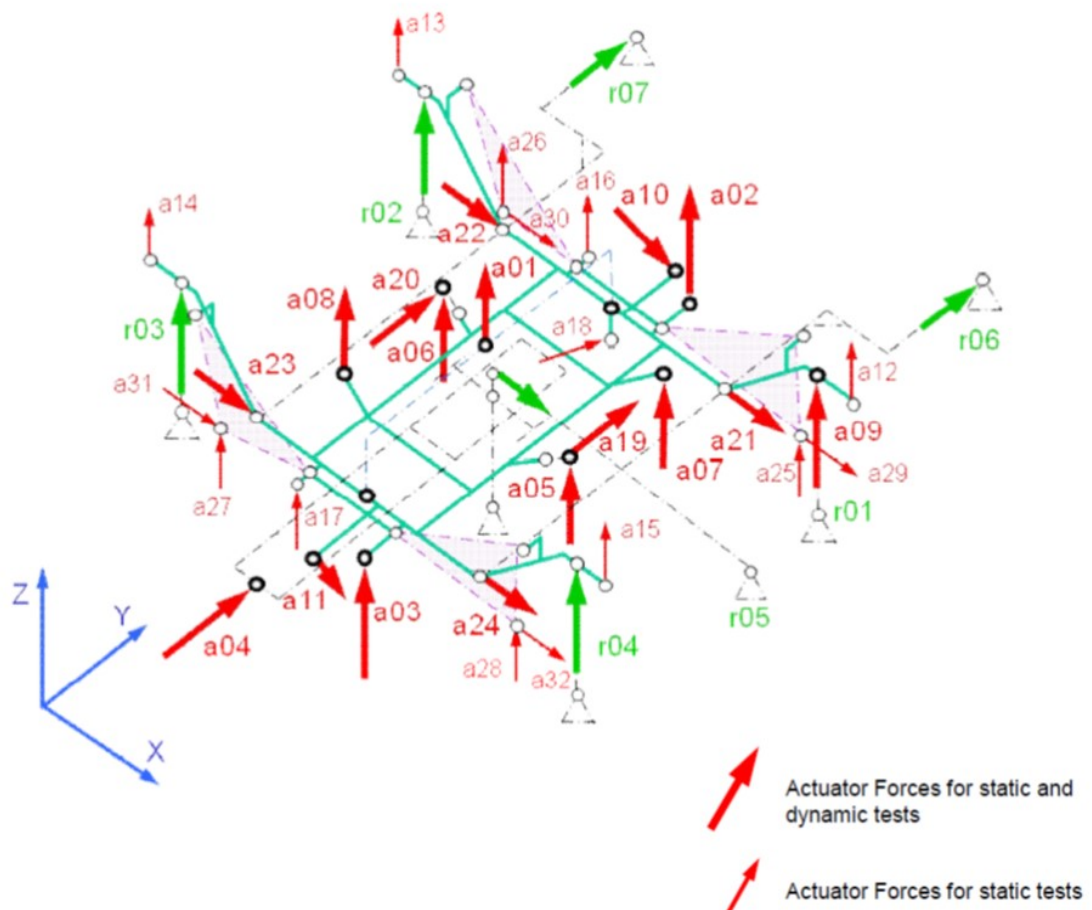 a13
r07
a26
a16
a10
a02
a14
r02
a22
a30
a01
a20
a08
a18
r06
r03
a06
a23
a12
a31
a19
a21
a09
a07
a05
a25
a29
a27
a17
r01
a15
Z
Y
a11
a03
a24
r04
r05
a04
a28
a32
X
Actuator Forces for static and
dynamic tests
Actuator Forces for static tests